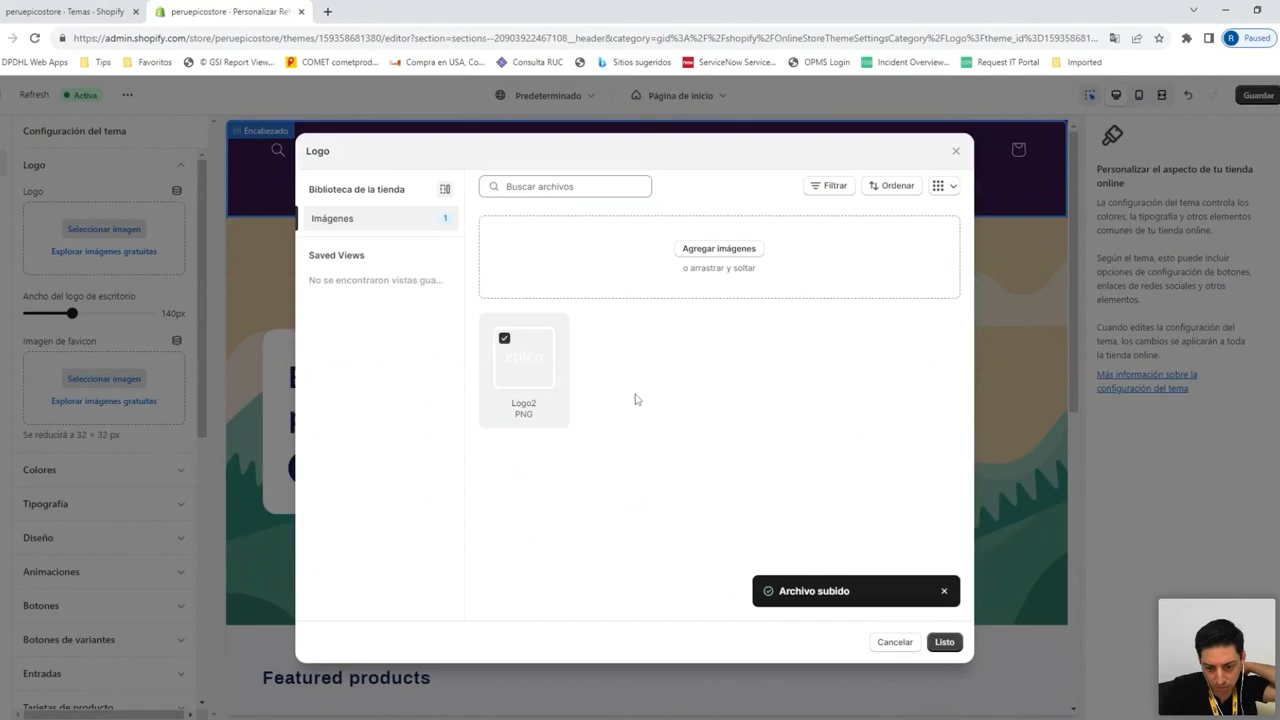 peruepicostore · Temas · Shopify
peruepicostore · Personalizar Ref
https://admin.shopify.com/store/peruepicostore/themes/159358681380/editor?section=sections--20903922467108__header&category=gid%3A%2F%2Fshopify%2FOnlineStoreThemeSettingsCategory%2FLogo&theme_id%3D159358681...
Paused
DPDHL Web Apps
Tips
Favoritos
© GSI Report View...
COMET cometprod...
Compra en USA, Co...
Consulta RUC
Sitios sugeridos
ServiceNow Service...
OPMS Login
Incident Overview...
Request IT Portal
Imported
Refresh
Activa
Predeterminado
Página de inicio
Guardar
Configuración del tema
Logo
Logo
Seleccionar imagen
Explorar imágenes gratuitas
Ancho del logo de escritorio
140px
Imagen de favicon
Seleccionar imagen
Explorar imágenes gratuitas
Se reducirá a 32 × 32 px
Colores
Tipografía
Diseño
Animaciones
Botones
Botones de variantes
Entradas
Tarjetas de producto
Encabezado
Logo
Biblioteca de la tienda
Imágenes
1
Saved Views
No se encontraron vistas gua...
Buscar archivos
Filtrar
Ordenar
Agregar imágenes
o arrastrar y soltar
epico
Logo2
PNG
Archivo subido
Cancelar
Listo
Featured products
Personalizar el aspecto de tu tienda
online
La configuración del tema controla los
colores, la tipografía y otros elementos
comunes de tu tienda online.
Según el tema, esto puede incluir
opciones de configuración de botones,
enlaces de redes sociales y otros
elementos.
Cuando edites la configuración del
tema, los cambios se aplicarán a toda
la tienda online.
Más información sobre la
configuración del tema